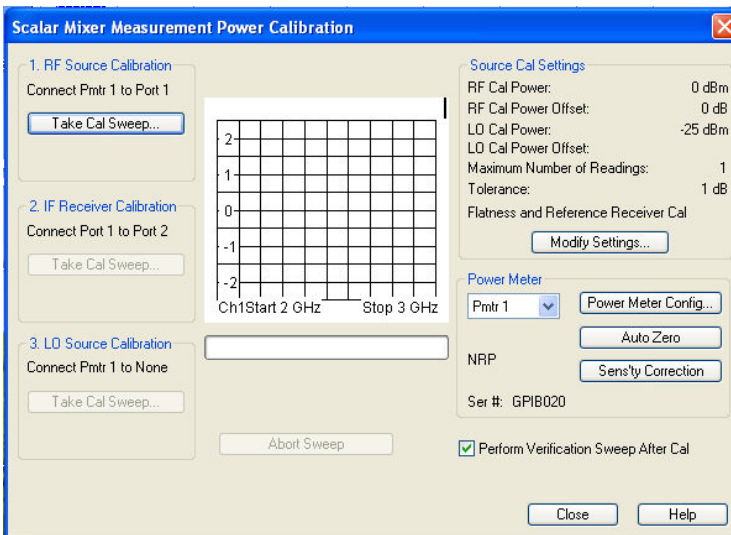 Scalar Mixer Measurement Power Calibration
1. RF Source Calibration
Connect Pmtr 1 to Port 1
Take Cal Sweep...
2. IF Receiver Calibration
Connect Port 1 to Port 2
Take Cal Sweep...
3. LO Source Calibration
Connect Pmtr 1 to None
Take Cal Sweep...
2
1
0
-1
-2
Ch1Start 2 GHz Stop 3 GHz
Abort Sweep
Source Cal Settings
RF Cal Power: 0 dBm
RF Cal Power Offset: 0 dB
LO Cal Power: -25 dBm
LO Cal Power Offset:
Maximum Number of Readings: 1
Tolerance: 1 dB
Flatness and Reference Receiver Cal
Modify Settings...
Power Meter
Pmtr 1 Power Meter Config...
Auto Zero
NRP
Sens'ty Correction
Ser #: GPIB020
Perform Verification Sweep After Cal
Close Help